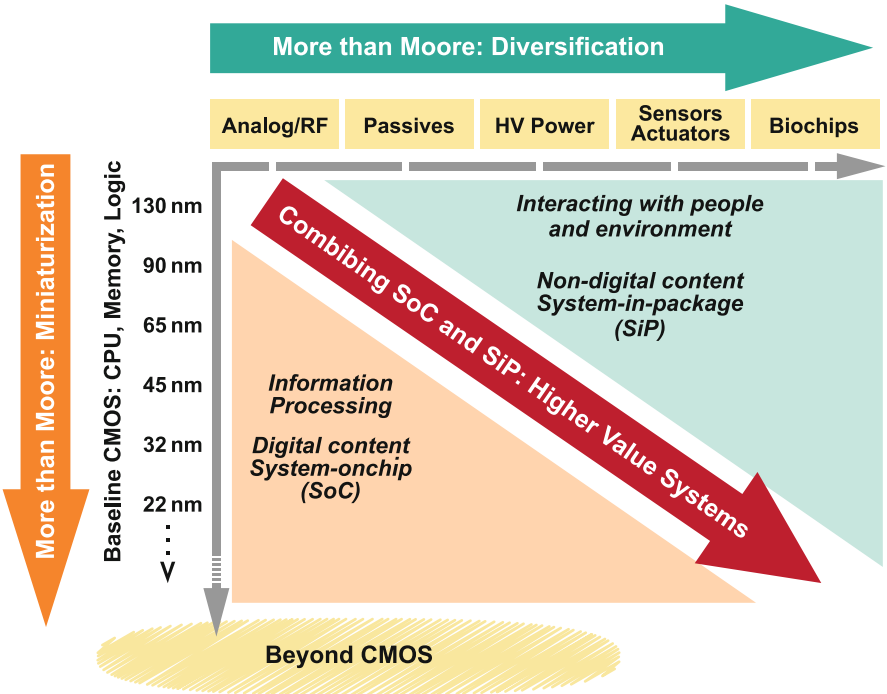 More than Moore: Diversification
Analog/RF
Passives
HV Power
Sensors
Actuators
Biochips
More than Moore: Miniaturization
Baseline CMOS: CPU, Memory, Logic
130 nm
90 nm
65 nm
45 nm
32 nm
22 nm
Combibing SoC and SiP: Higher Value Systems
Interacting with people
and environment
Non-digital content
System-in-package
(SiP)
Information
Processing
Digital content
System-onchip
(SoC)
Beyond CMOS